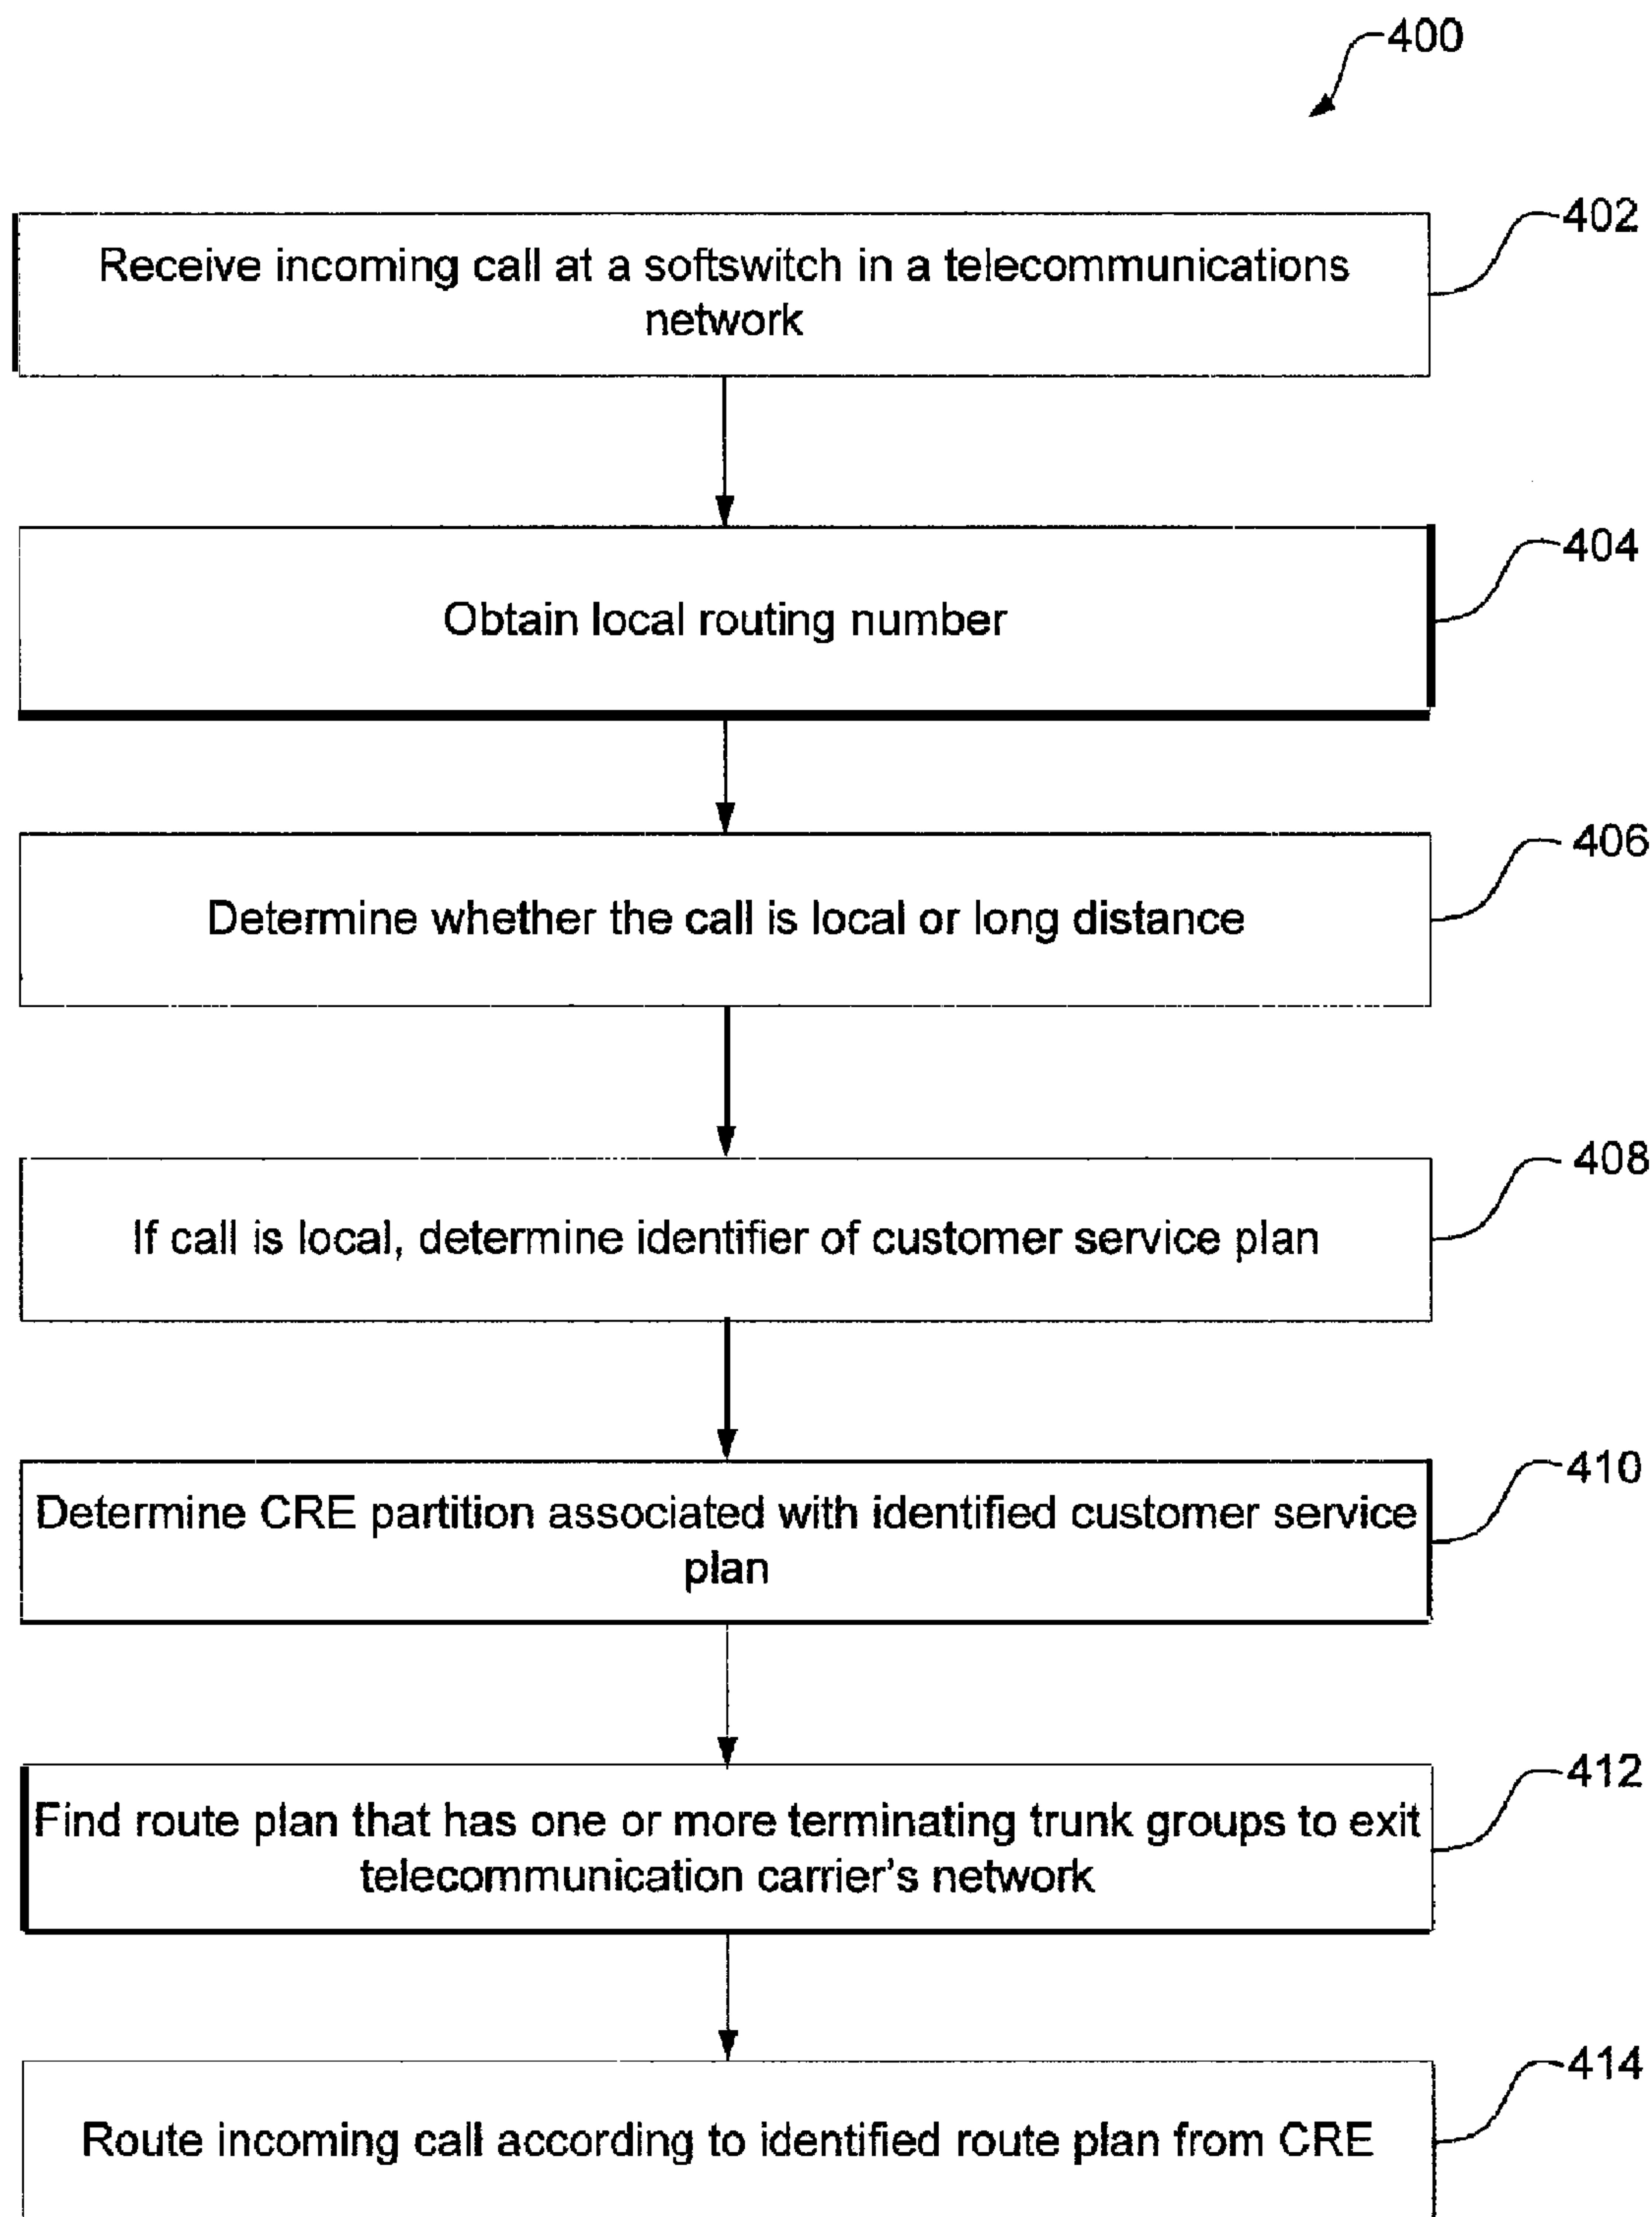 400
402
Receive incoming call at a softswitch in a telecommunications
network
404
Obtain local routing number
406
Determine whether the call is local or long distance
408
If call is local, determine identifier of customer service plan
410
Determine CRE partition associated with identified customer service
plan
412
Find route plan that has one or more terminating trunk groups to exit
telecommunication carrier's network
414
Route incoming call according to identified route plan from CRE